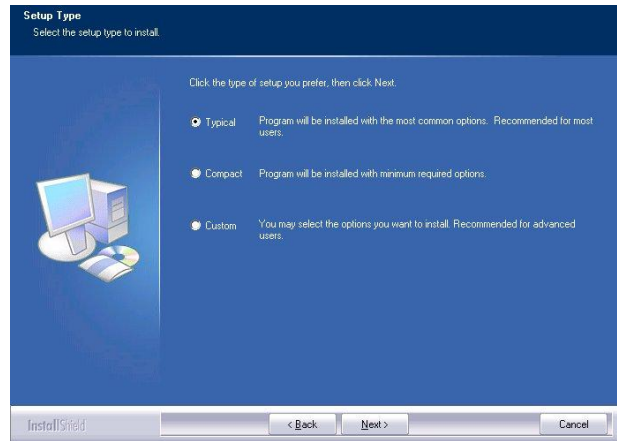 Setup Type
Select the setup type to install.
Click the type of setup you prefer, then click Next.
Typical Program will be installed with the most common options. Recommended for most
users.
Compact Program will be installed with minimum required options.
Custom You may select the options you want to install. Recommended for advanced
users.
InstallShield < Back Next > Cancel